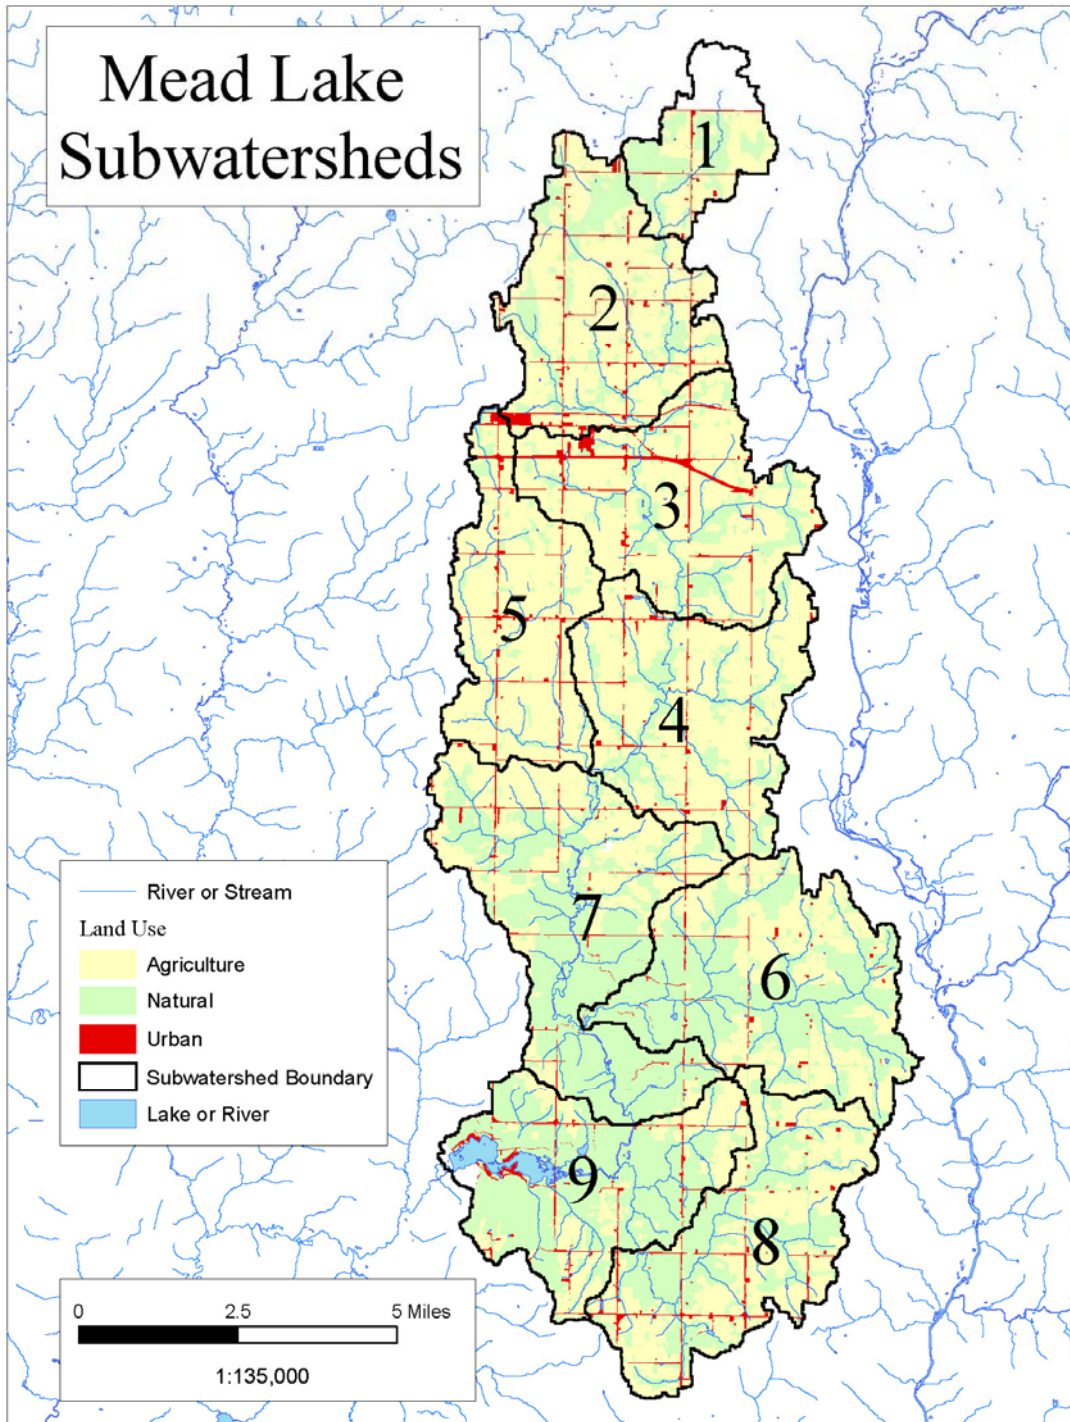 Mead Lake
Subwatersheds
1
2
3
5
4
7
6
9
8
River or Stream
Land Use
Agriculture
Natural
Urban
Subwatershed Boundary
Lake or River
0 2.5 5 Miles
1:135,000